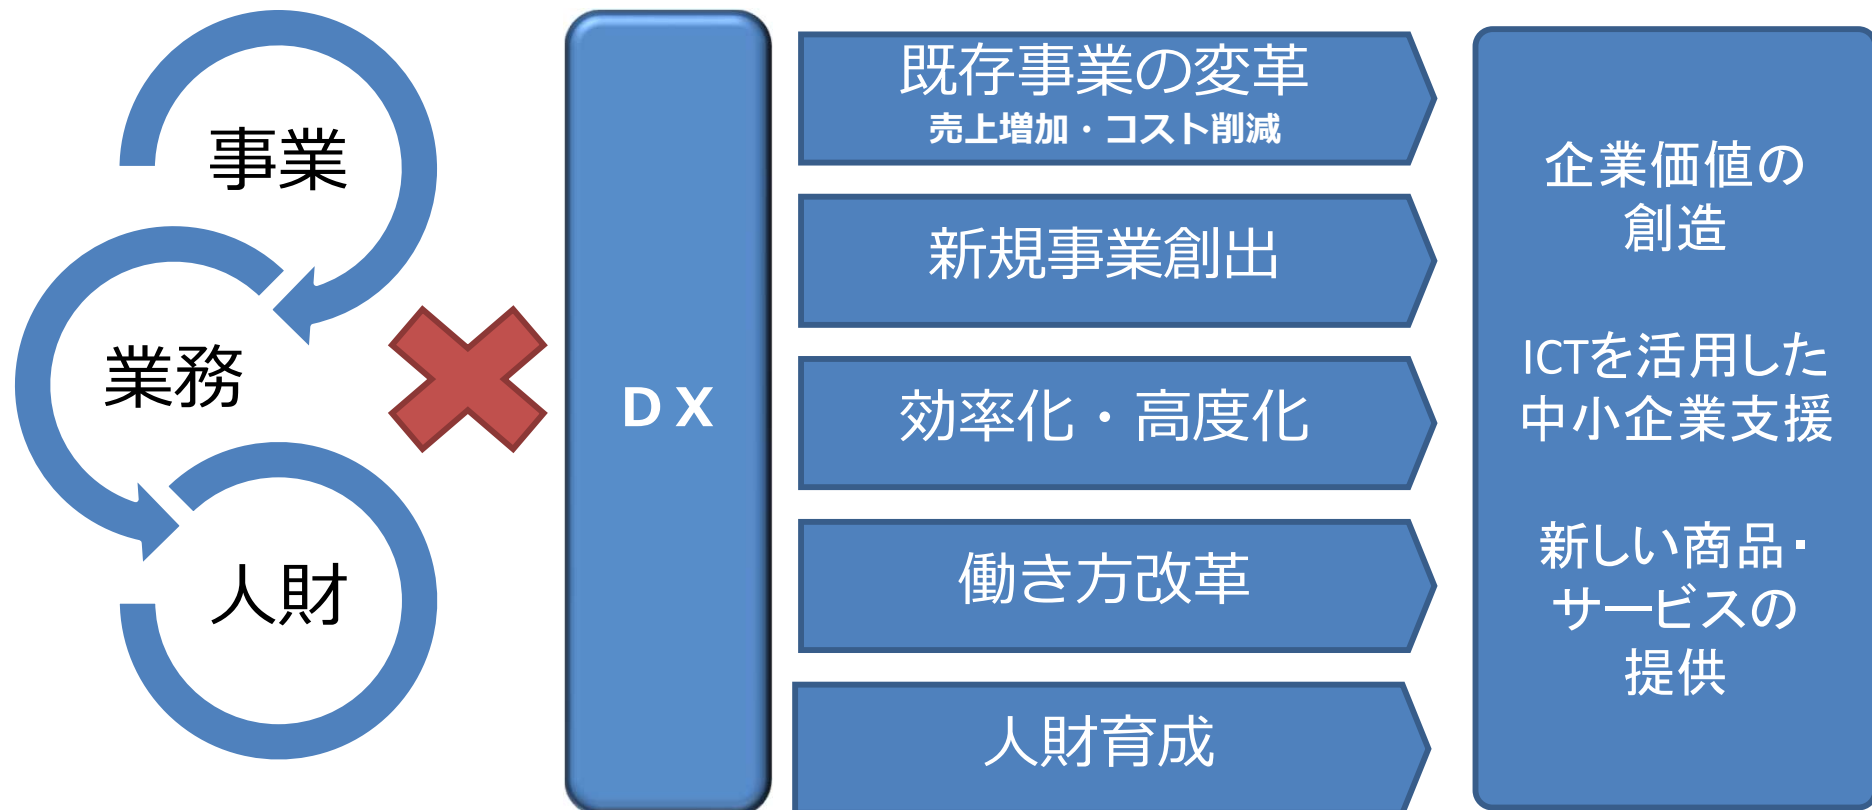 事業
業務
人財
DX
既存事業の変革
売上増加・コスト削減
新規事業創出
効率化・高度化
働き方改革
人財育成
企業価値の
創造
ICTを活用した
中小企業支援
新しい商品・
サービスの
提供